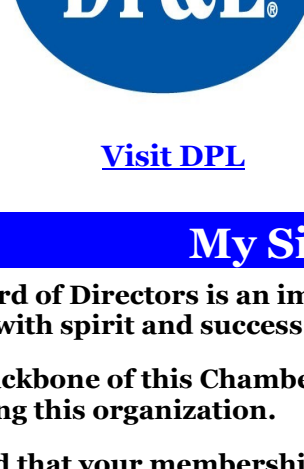 DP&L®
Visit DPL
My Si
rd of Directors is an im
with spirit and success
ckbone of this Chambe
ng this organization.
d that your membershi